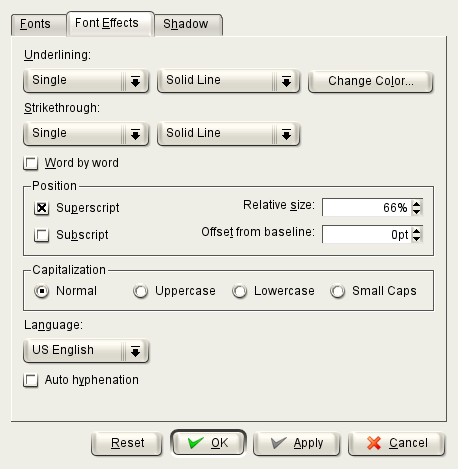 Fonts Font Effects Shadow
Underlining:
Single Solid Line Change Color...
Strikethrough:
Single Solid Line
Word by word
Position
Superscript Relative size: 66%
Subscript Offset from baseline: 0pt
Capitalization
Normal Uppercase Lowercase Small Caps
Language:
US English
Auto hyphenation
Reset OK Apply Cancel